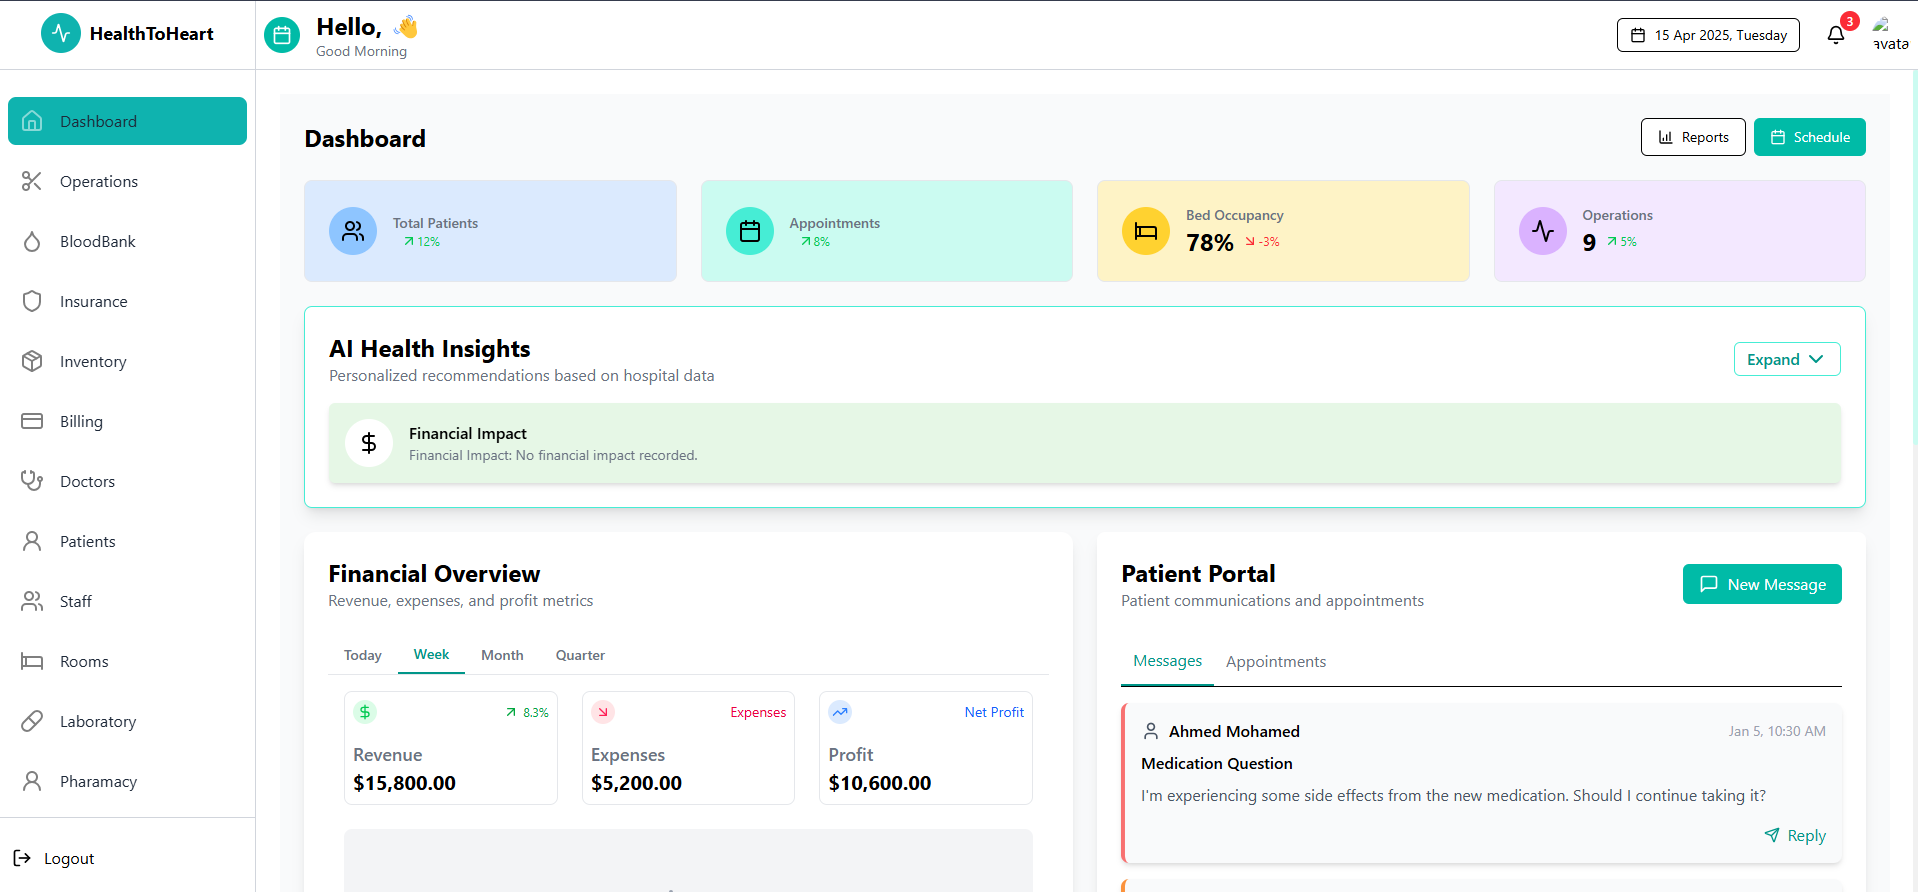 HealthToHeart
Hello, 👋
Good Morning
15 Apr 2025, Tuesday
3
avata
Dashboard
Operations
BloodBank
Insurance
Inventory
Billing
Doctors
Patients
Staff
Rooms
Laboratory
Pharamacy
Logout
Dashboard
Reports
Schedule
Total Patients
12%
Appointments
8%
Bed Occupancy
78% -3%
Operations
9 5%
AI Health Insights
Personalized recommendations based on hospital data
Expand
Financial Impact
Financial Impact: No financial impact recorded.
Financial Overview
Revenue, expenses, and profit metrics
Today Week Month Quarter
8.3%
Revenue
$15,800.00
Expenses
Expenses
$5,200.00
Net Profit
Profit
$10,600.00
Patient Portal
Patient communications and appointments
New Message
Messages Appointments
Ahmed Mohamed
Jan 5, 10:30 AM
Medication Question
I'm experiencing some side effects from the new medication. Should I continue taking it?
Reply